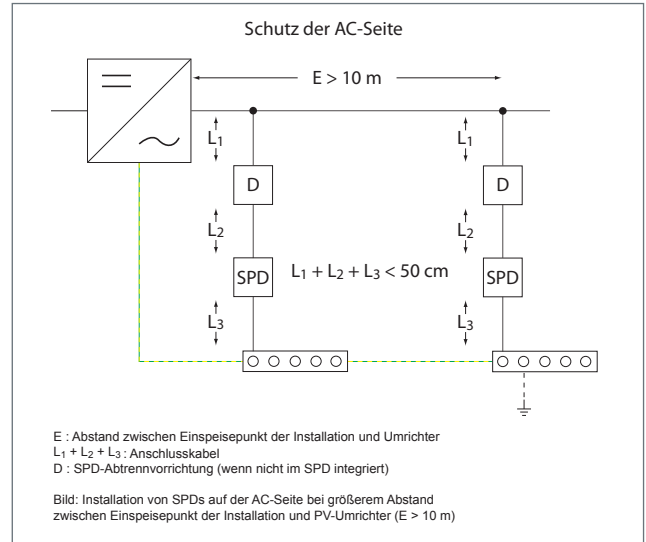 Schutz der AC-Seite
E > 10 m
L1
L1
D
D
L2
L2
SPD
L1 + L2 + L3 < 50 cm
SPD
L3
L3
E : Abstand zwischen Einspeisepunkt der Installation und Umrichter
L1 + L2 + L3 : Anschlusskabel
D : SPD-Abtrennvorrichtung (wenn nicht im SPD integriert)
Bild: Installation von SPDs auf der AC-Seite bei größerem Abstand
zwischen Einspeisepunkt der Installation und PV-Umrichter (E > 10 m)